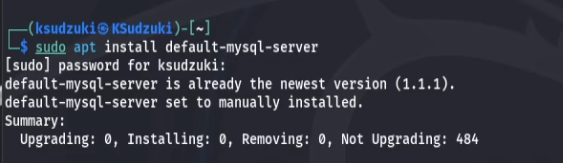 ┌──(ksudzuki㉿KSudzuki)-[~]
└─$ sudo apt install default-mysql-server
[sudo] password for ksudzuki:
default-mysql-server is already the newest version (1.1.1).
default-mysql-server set to manually installed.
Summary:
  Upgrading: 0, Installing: 0, Removing: 0, Not Upgrading: 484